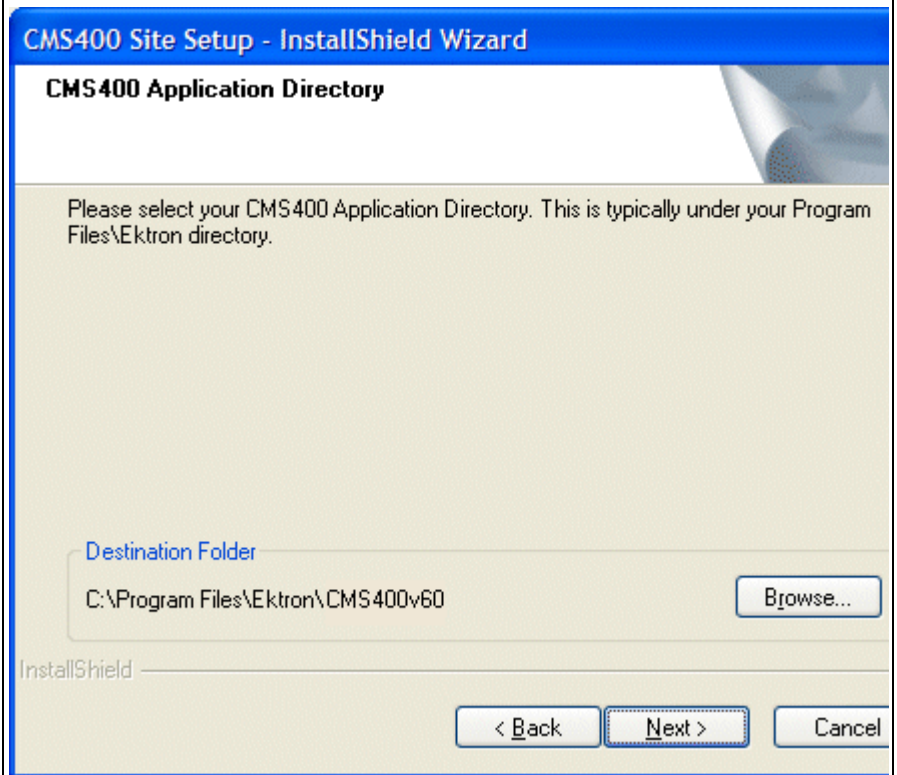 CMS400 Site Setup - InstallShield Wizard
CMS400 Application Directory
Please select your CMS400 Application Directory. This is typically under your Program
Files\Ektron directory.
Destination Folder
C:\Program Files\Ektron\CMS400v60
Browse...
InstallShield
< Back
Next >
Cancel